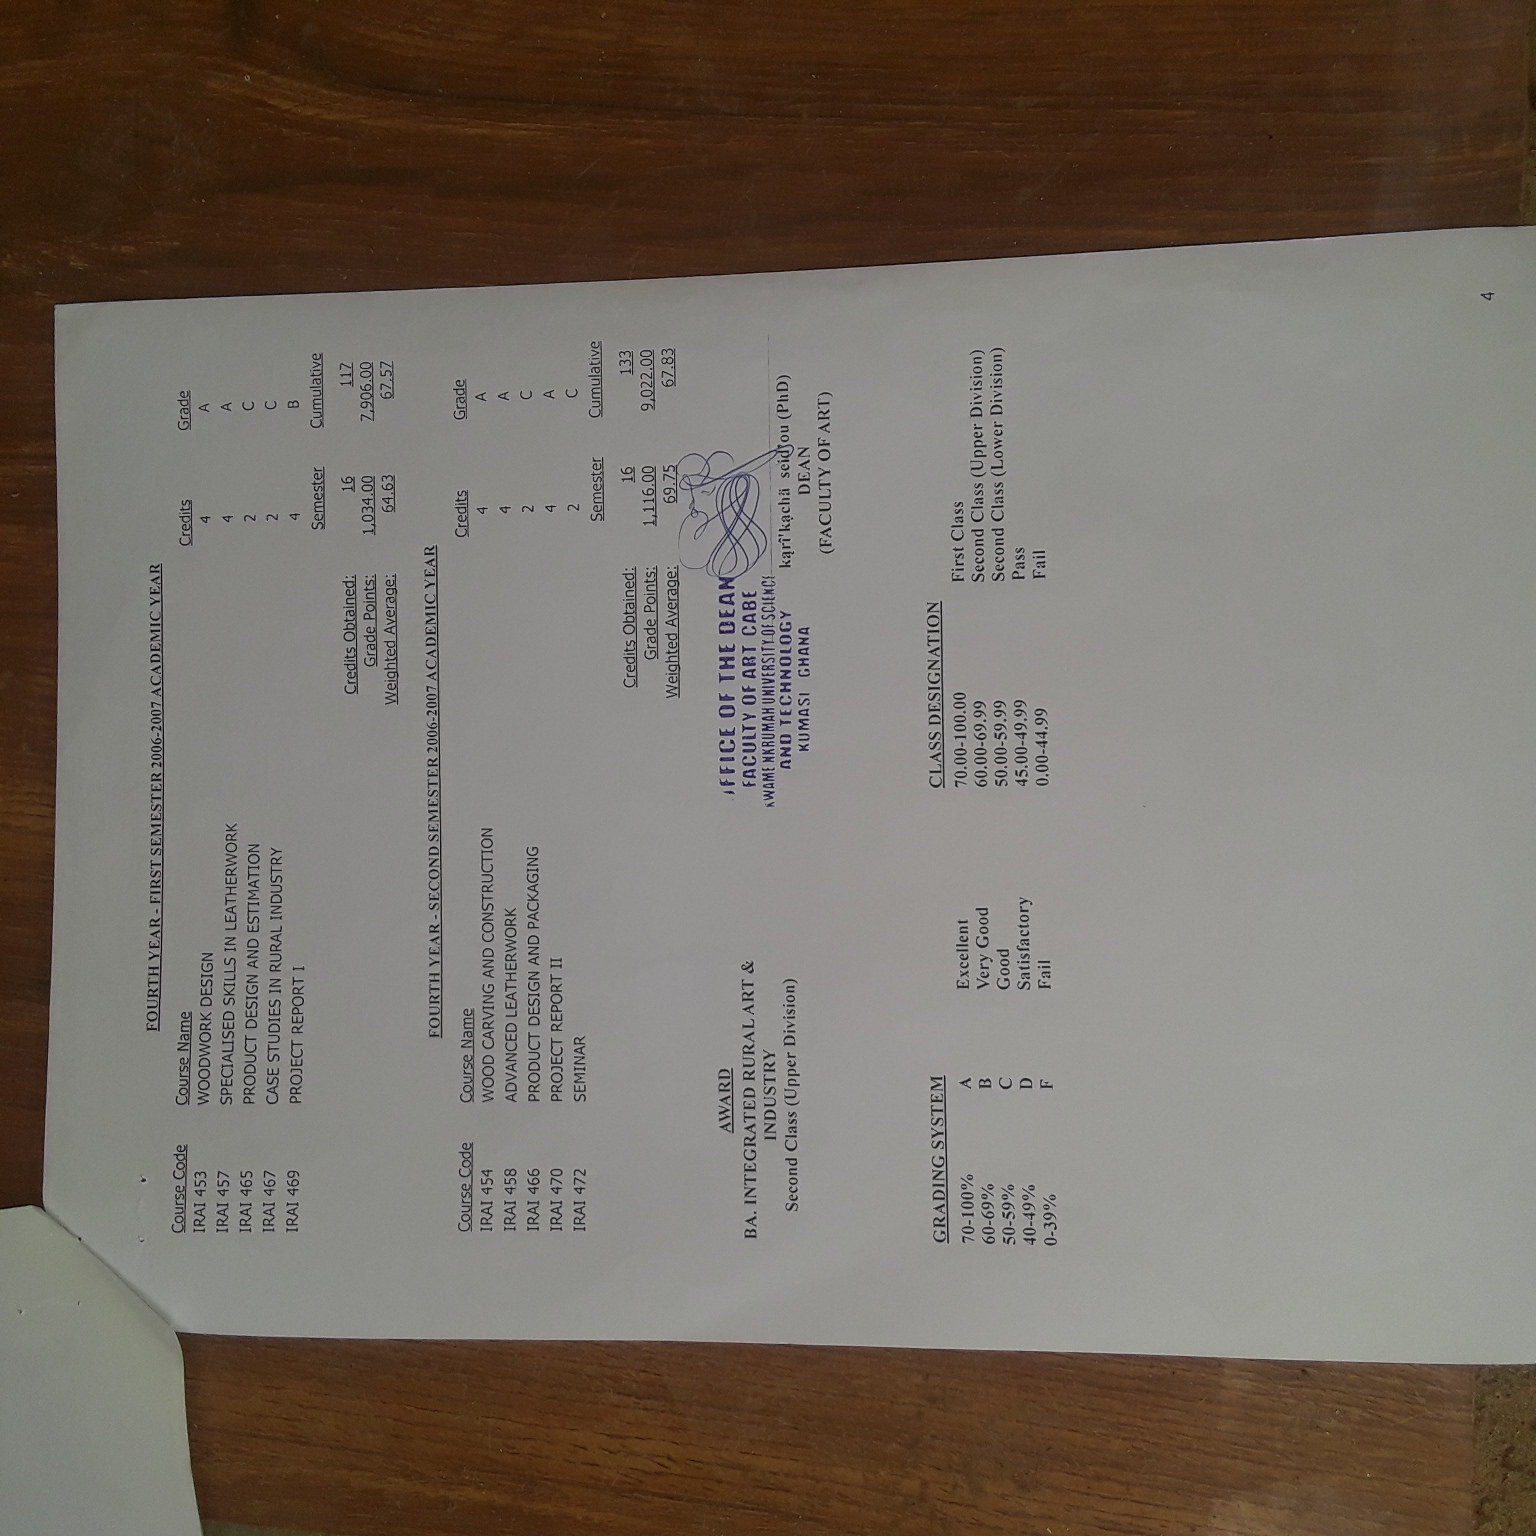 FOURTH YEAR - FIRST SEMESTER 2006-2007 ACADEMIC YEAR
Course Code Course Name Credits Grade
IRAI 453 WOODWORK DESIGN 4 A
IRAI 457 SPECIALISED SKILLS IN LEATHERWORK 4 A
IRAI 465 PRODUCT DESIGN AND ESTIMATION 2 C
IRAI 467 CASE STUDIES IN RURAL INDUSTRY 2 C
IRAI 469 PROJECT REPORT I 4 B
Semester Cumulative
Credits Obtained: 16 117
Grade Points: 1,034.00 7,906.00
Weighted Average: 64.63 67.57
FOURTH YEAR - SECOND SEMESTER 2006-2007 ACADEMIC YEAR
Course Code Course Name Credits Grade
IRAI 454 WOOD CARVING AND CONSTRUCTION 4 A
IRAI 458 ADVANCED LEATHERWORK 4 A
IRAI 466 PRODUCT DESIGN AND PACKAGING 2 C
IRAI 470 PROJECT REPORT II 4 A
IRAI 472 SEMINAR 2 C
Semester Cumulative
Credits Obtained: 16 133
Grade Points: 1,116.00 9,022.00
Weighted Average: 69.75 67.83
AWARD
BA. INTEGRATED RURAL ART &
INDUSTRY
Second Class (Upper Division)
OF THE DEAN
FACULTY OF ART CABE
KWAME NKRUMAH UNIVERSITY OF SCIENCE
AND TECHNOLOGY
KUMASI GHANA
kąrî'kạchä seid'ou (PhD)
DEAN
(FACULTY OF ART)
GRADING SYSTEM
70-100% A Excellent
60-69% B Very Good
50-59% C Good
40-49% D Satisfactory
0-39% F Fail
CLASS DESIGNATION
70.00-100.00 First Class
60.00-69.99 Second Class (Upper Division)
50.00-59.99 Second Class (Lower Division)
45.00-49.99 Pass
0.00-44.99 Fail
4